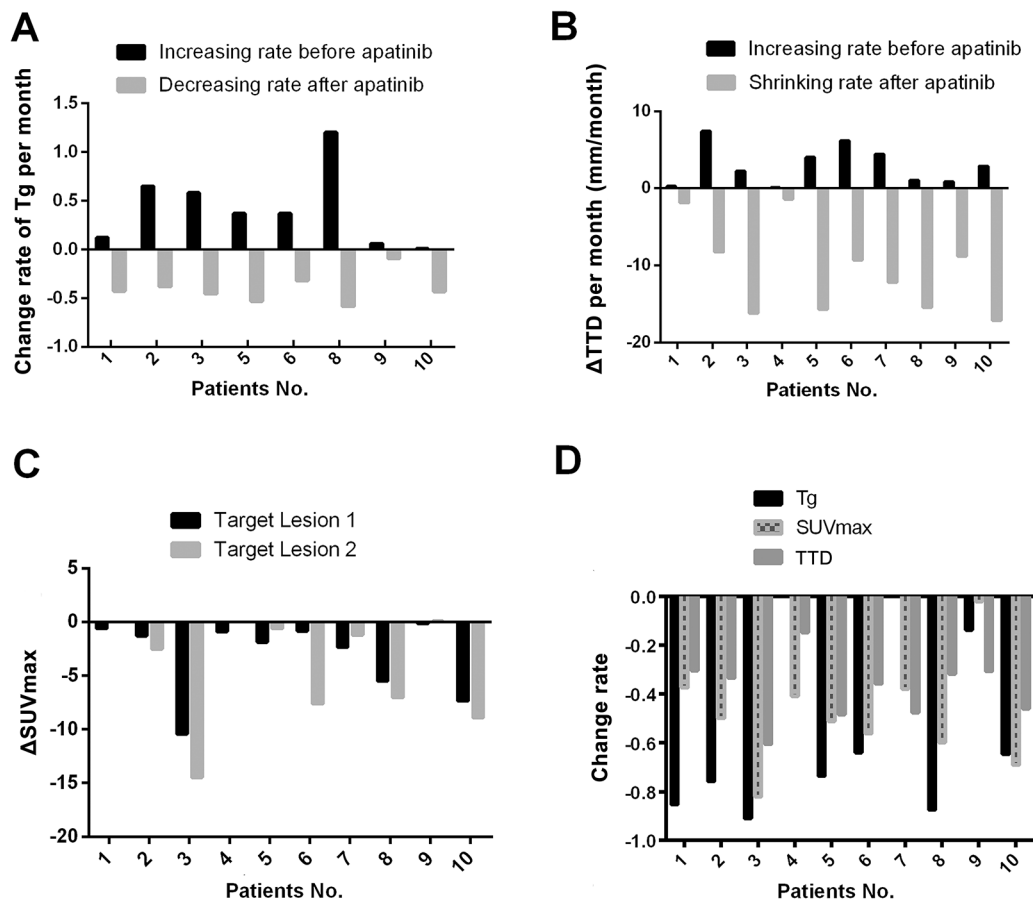 A
Increasing rate before apatinib
Decreasing rate after apatinib
Change rate of Tg per month
1.5
1.0
0.5
0.0
-0.5
-1.0
1 2 3 5 6 8 9 10
Patients No.
B
Increasing rate before apatinib
Shrinking rate after apatinib
ΔTTD per month (mm/month)
10
0
-10
-20
1 2 3 4 5 6 7 8 9 10
Patients No.
C
Target Lesion 1
Target Lesion 2
ΔSUVmax
5
0
-5
-10
-15
-20
1 2 3 4 5 6 7 8 9 10
Patients No.
D
Tg
SUVmax
TTD
Change rate
0.0
-0.2
-0.4
-0.6
-0.8
-1.0
1 2 3 4 5 6 7 8 9 10
Patients No.